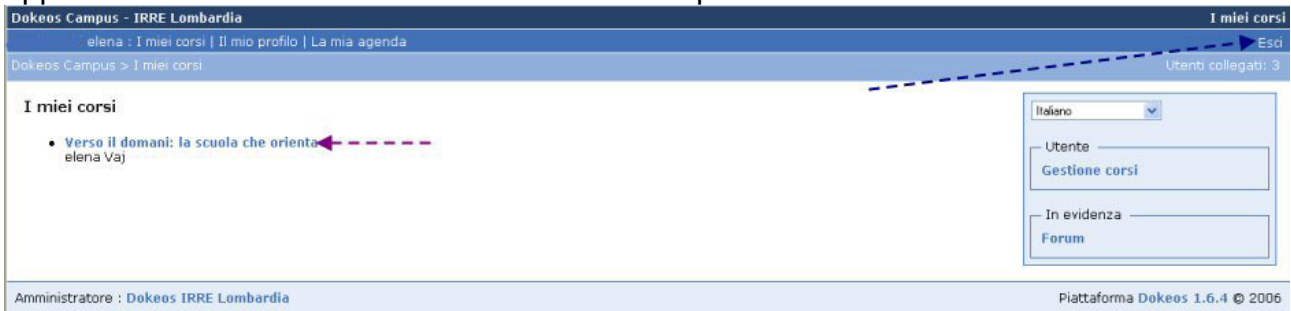 Dokeos Campus - IRRE Lombardia I miei corsi
elena : I miei corsi | Il mio profilo | La mia agenda Esci
Dokeos Campus > I miei corsi Utenti collegati: 3
I miei corsi
• Verso il domani: la scuola che orienta
elena Vaj
Italiano
Utente
Gestione corsi
In evidenza
Forum
Amministratore : Dokeos IRRE Lombardia Piattaforma Dokeos 1.6.4 © 2006